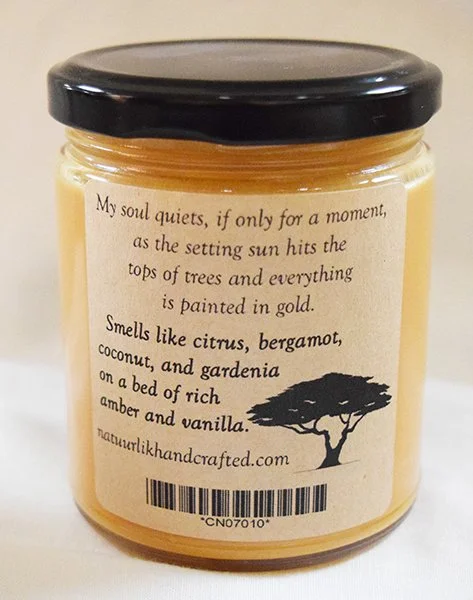 My soul quiets, if only for a moment,
as the setting sun hits the
tops of trees and everything
is painted in gold.
Smells like citrus, bergamot,
coconut, and gardenia
on a bed of rich
amber and vanilla.
natuurlikhandcrafted.com
*CN07010*